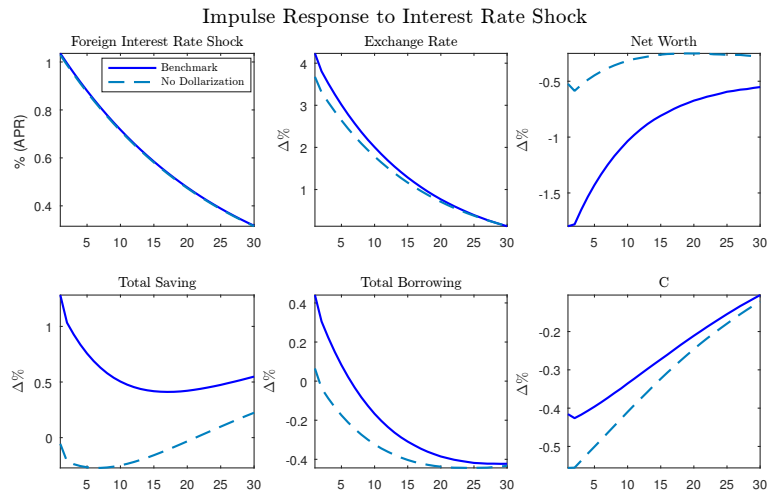 Impulse Response to Interest Rate Shock
Foreign Interest Rate Shock
% (APR)
1
0.8
0.6
0.4
Benchmark
No Dollarization
5 10 15 20 25 30
Exchange Rate
Δ%
4
3
2
1
5 10 15 20 25 30
Net Worth
Δ%
-0.5
-1
-1.5
5 10 15 20 25 30
Total Saving
Δ%
1
0.5
0
5 10 15 20 25 30
Total Borrowing
Δ%
0.4
0.2
0
-0.2
-0.4
5 10 15 20 25 30
C
Δ%
-0.2
-0.3
-0.4
-0.5
5 10 15 20 25 30